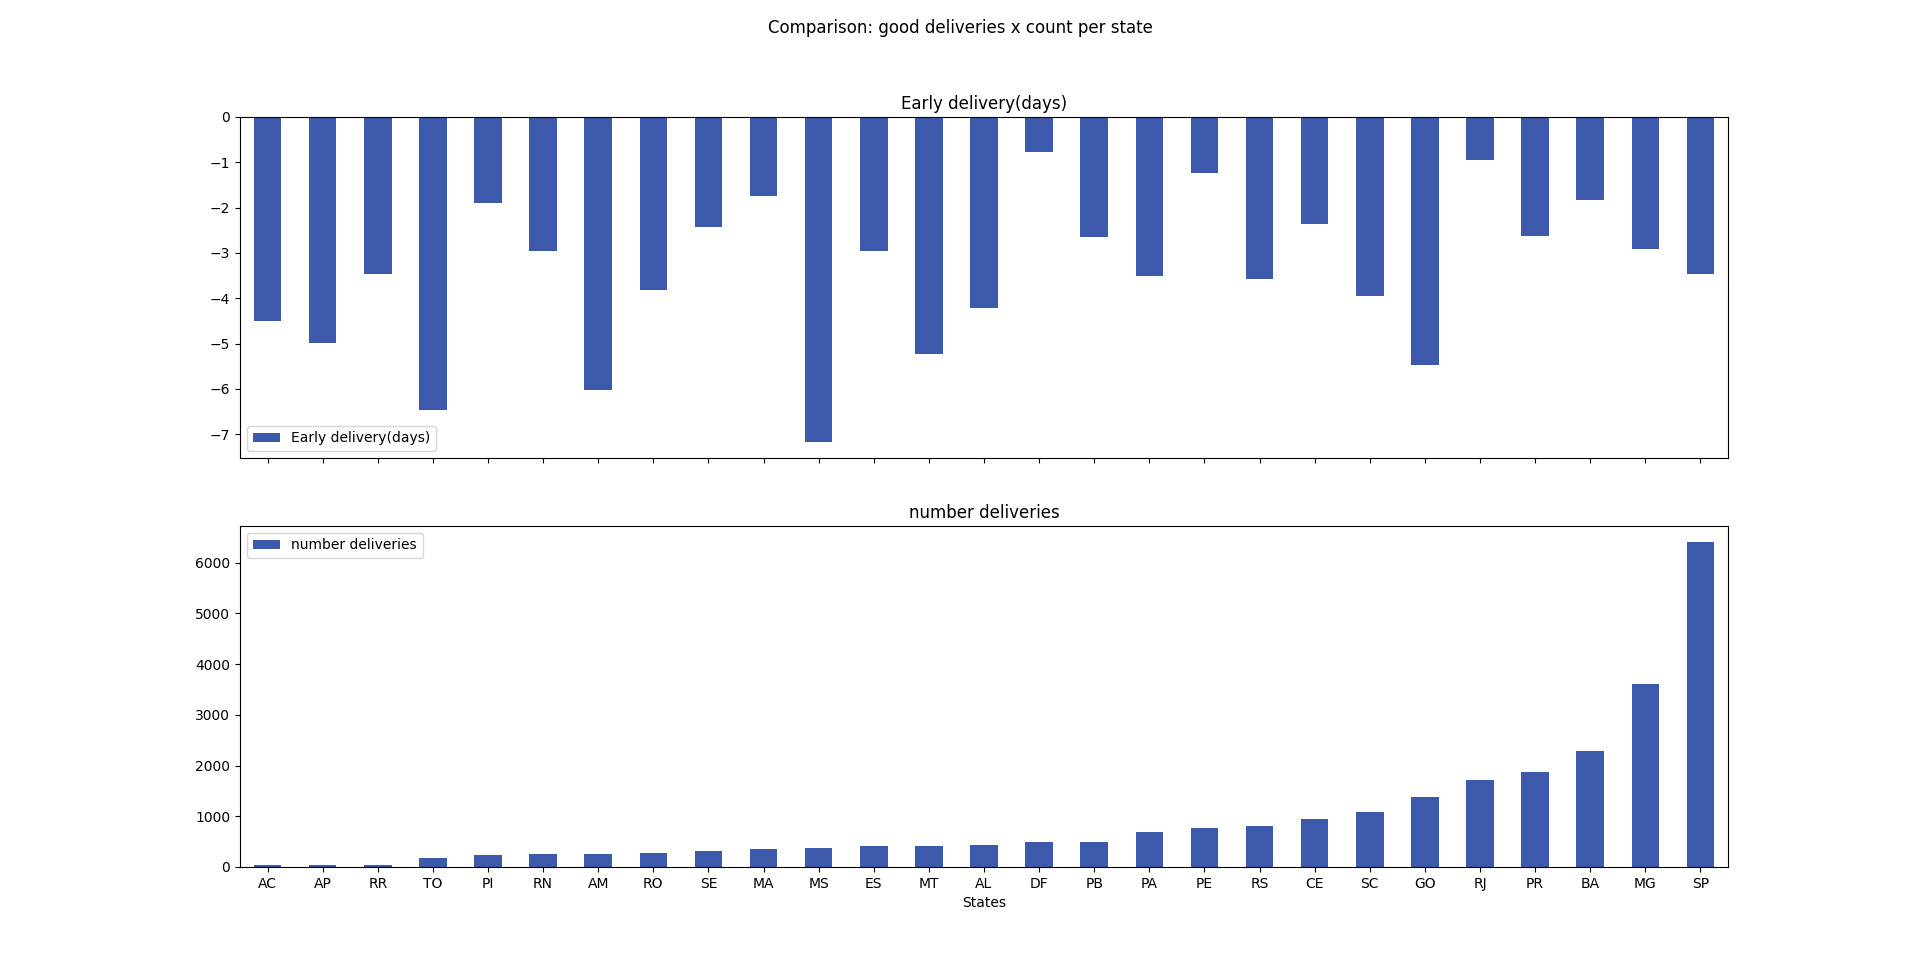 Comparison: good deliveries x count per state
Early delivery(days)
0
−1
−2
−3
−4
−5
−6
−7
Early delivery(days)
number deliveries
number deliveries
6000
5000
4000
3000
2000
1000
0
AC AP RR TO PI RN AM RO SE MA MS ES MT AL DF PB PA PE RS CE SC GO RJ PR BA MG SP
States